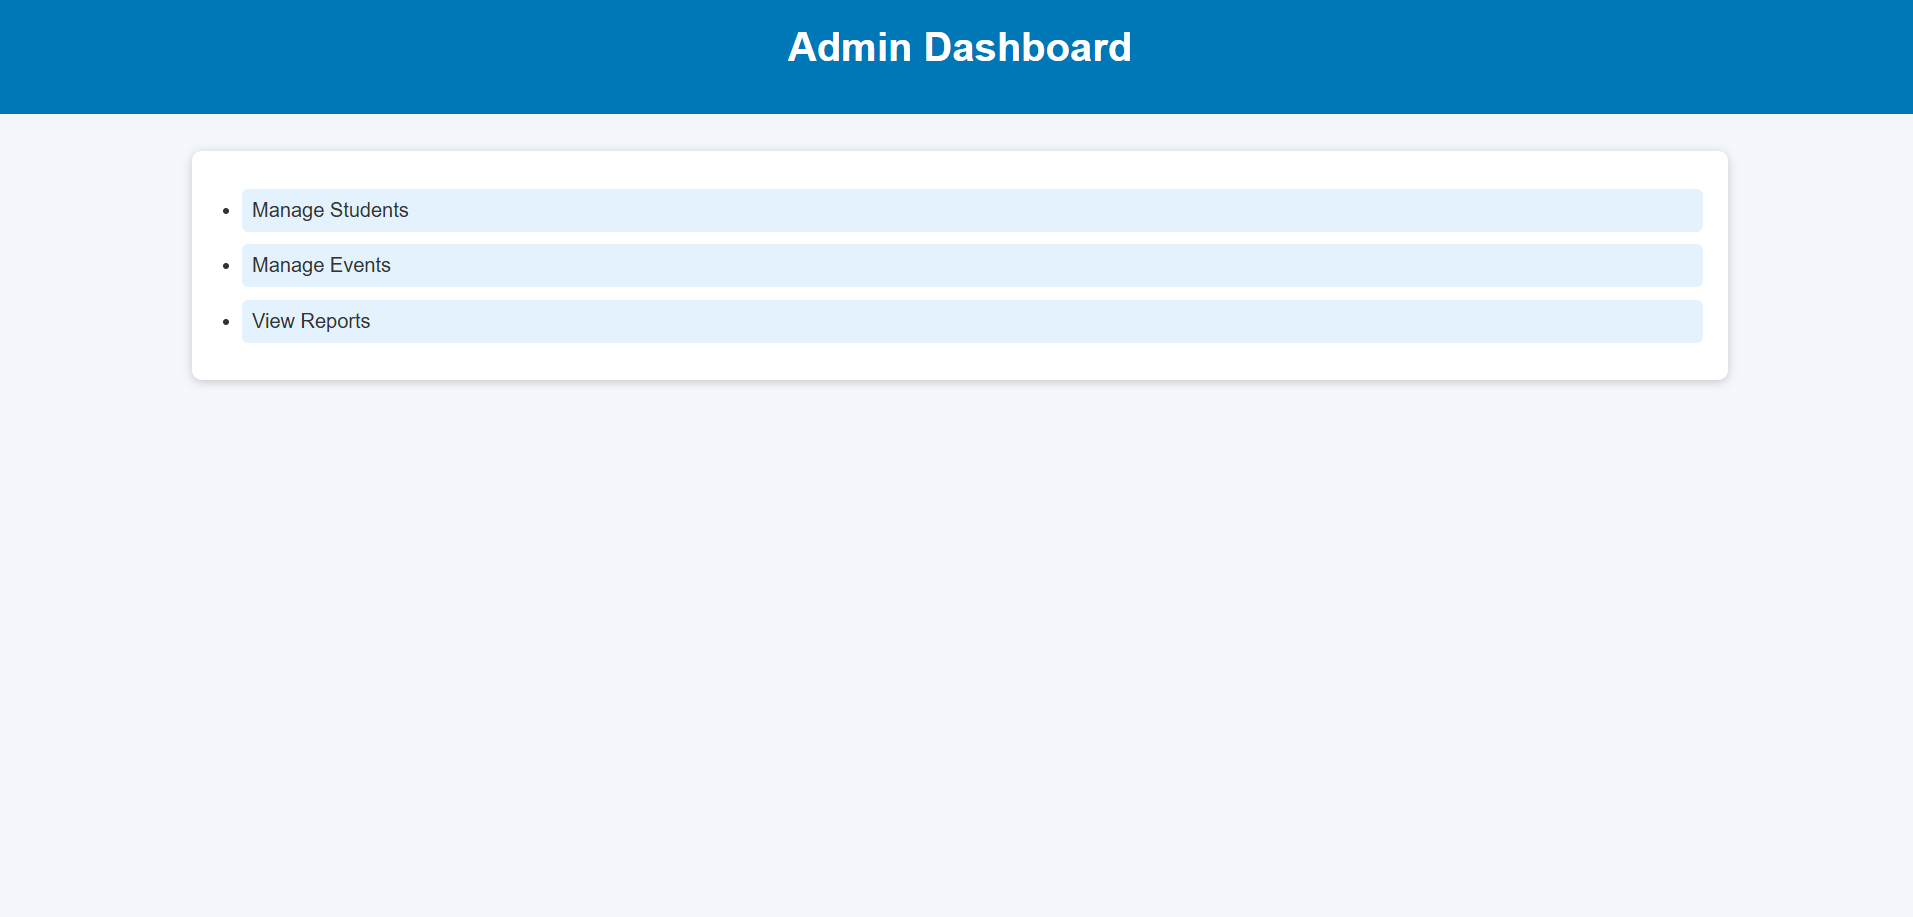 Admin Dashboard
Manage Students
Manage Events
View Reports